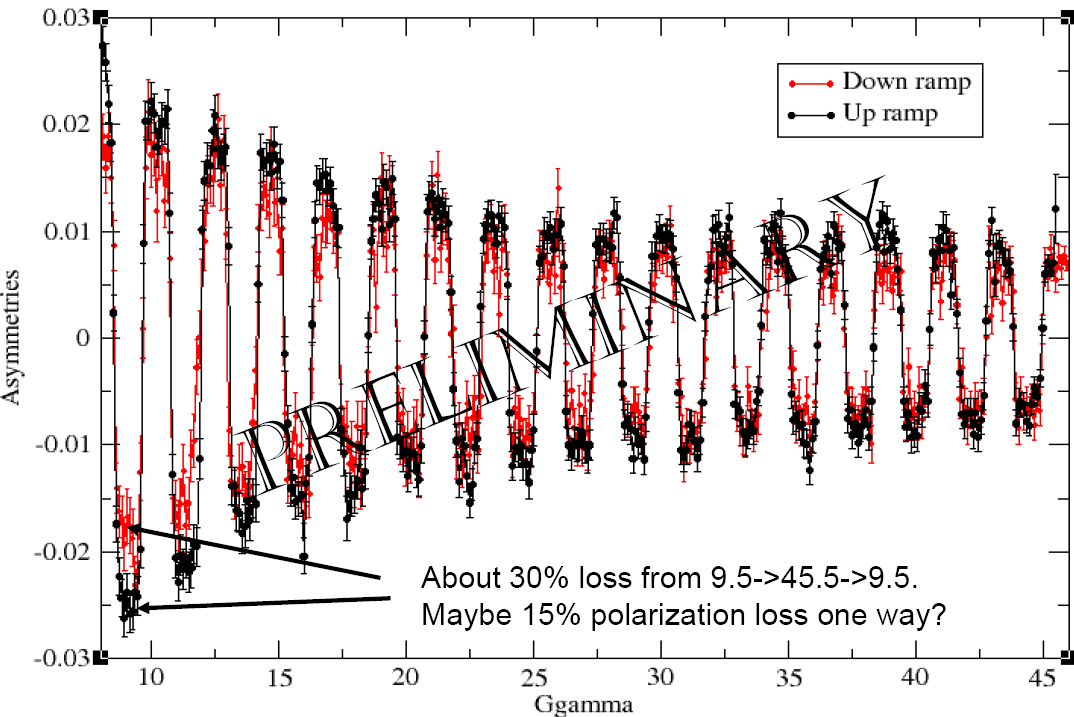 0.03
0.02
0.01
0
-0.01
-0.02
-0.03
Asymmetries
Down ramp
Up ramp
PRELIMINARY
About 30% loss from 9.5->45.5->9.5.
Maybe 15% polarization loss one way?
10 15 20 25 30 35 40 45
Ggamma